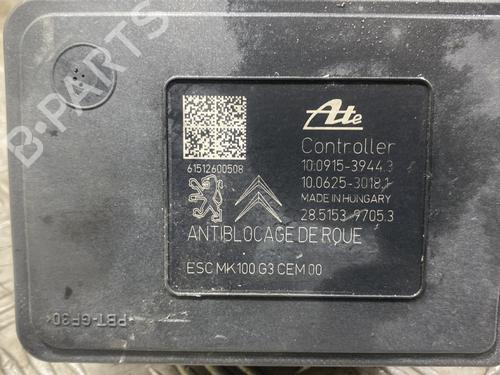 B-PARTS
Ate
Controller
61512600508
10.0915-3944.3
10.0625-3018.1
MADE IN HUNGARY
28.5153-9705.3
ANTIBLOCAGE DE ROUE
ESC MK100 G3 CEM 00
>PBT-GF30<